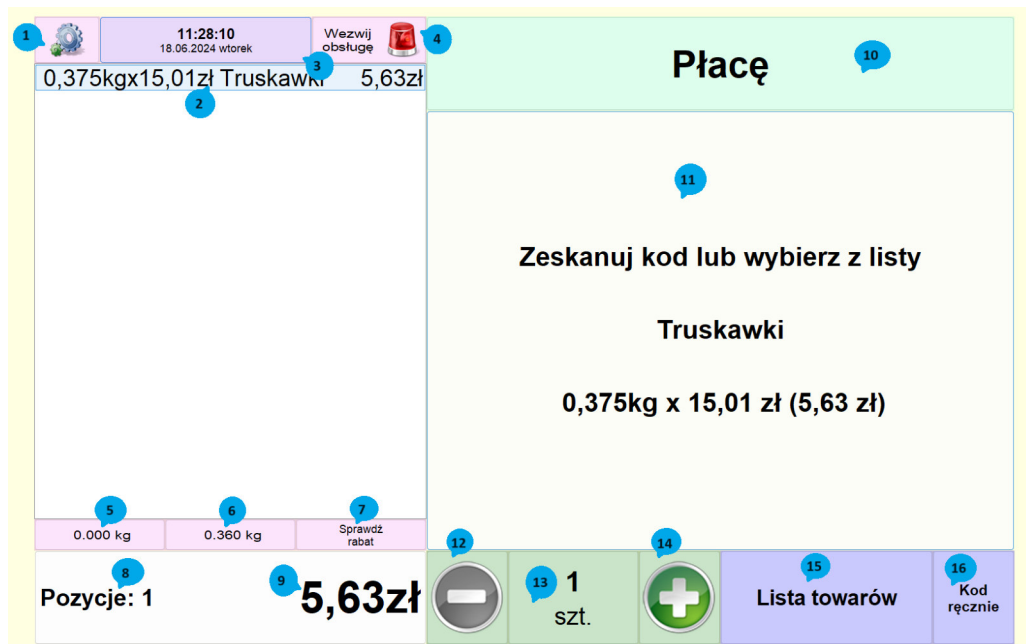 1
11:28:10
18.06.2024 wtorek
3
Wezwij
obsługę
4
0,375kgx15,01zł Truskawki 5,63zł
2
5
6
7
0.000 kg
0.360 kg
Sprawdź
rabat
8
Pozycje: 1
9
5,63zł
Płacę
10
11
Zeskanuj kod lub wybierz z listy
Truskawki
0,375kg x 15,01 zł (5,63 zł)
12
13
1
szt.
14
15
Lista towarów
16
Kod
ręcznie